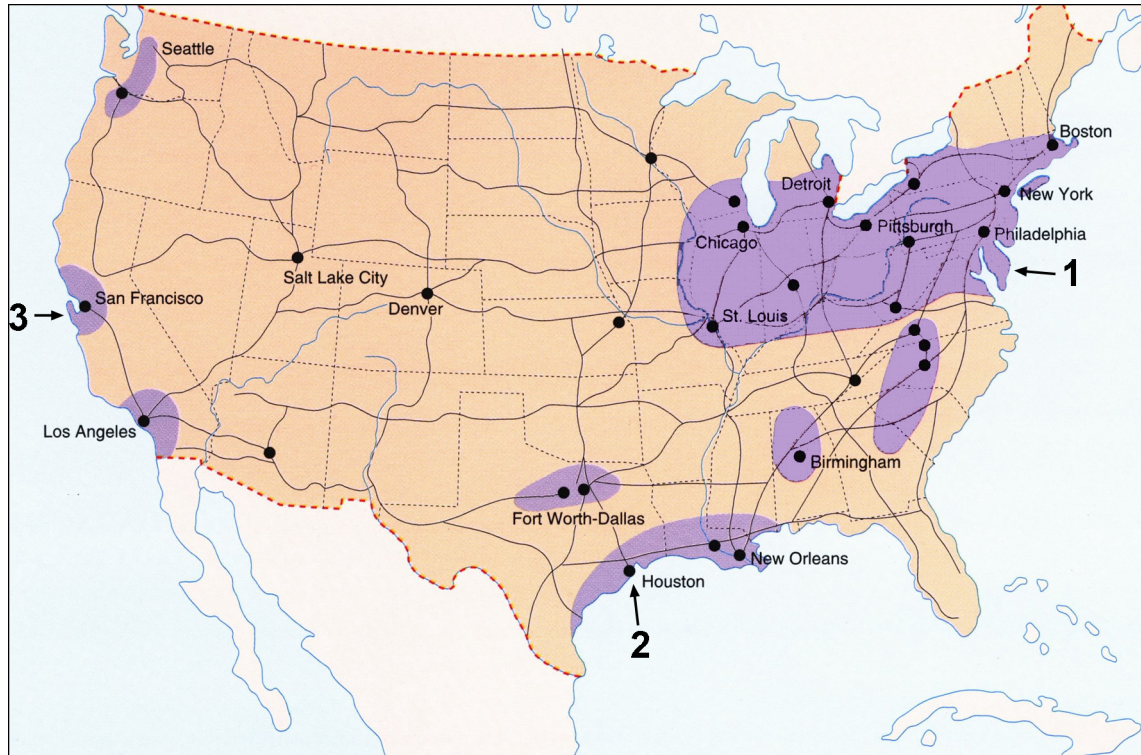 Seattle
Boston
Detroit
New York
Pittsburgh
Philadelphia
Chicago
1
Salt Lake City
San Francisco
Denver
3
St. Louis
Los Angeles
Birmingham
Fort Worth-Dallas
New Orleans
Houston
2